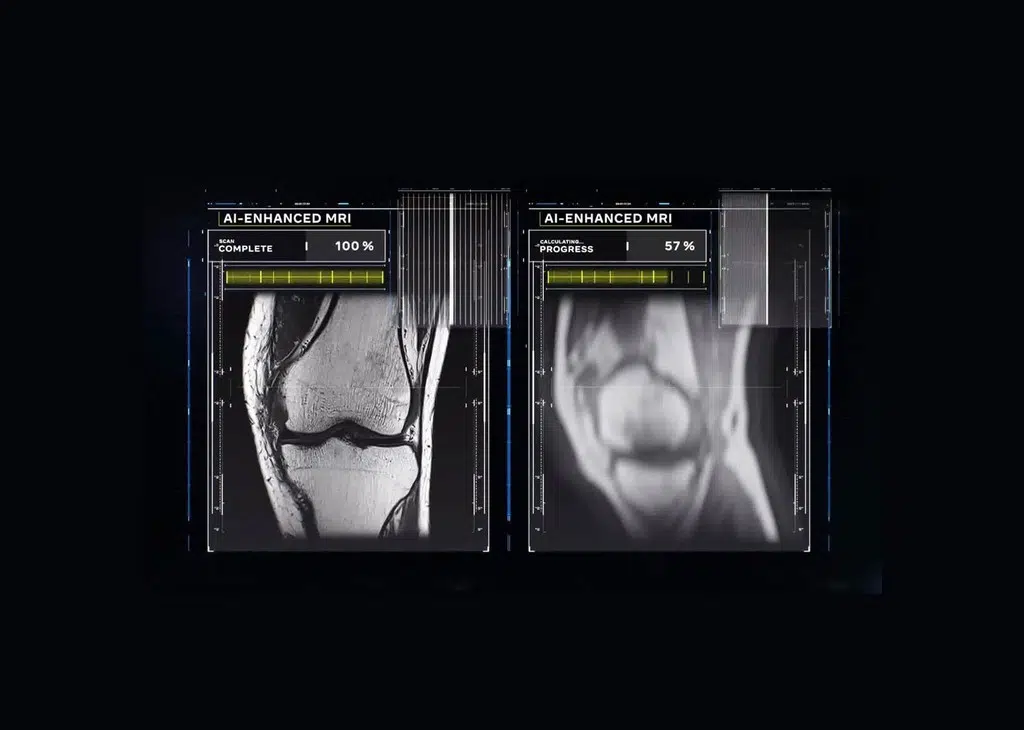 AI-ENHANCED MRI
SCAN
COMPLETE | 100 %
AI-ENHANCED MRI
CALCULATING...
PROGRESS | 57 %